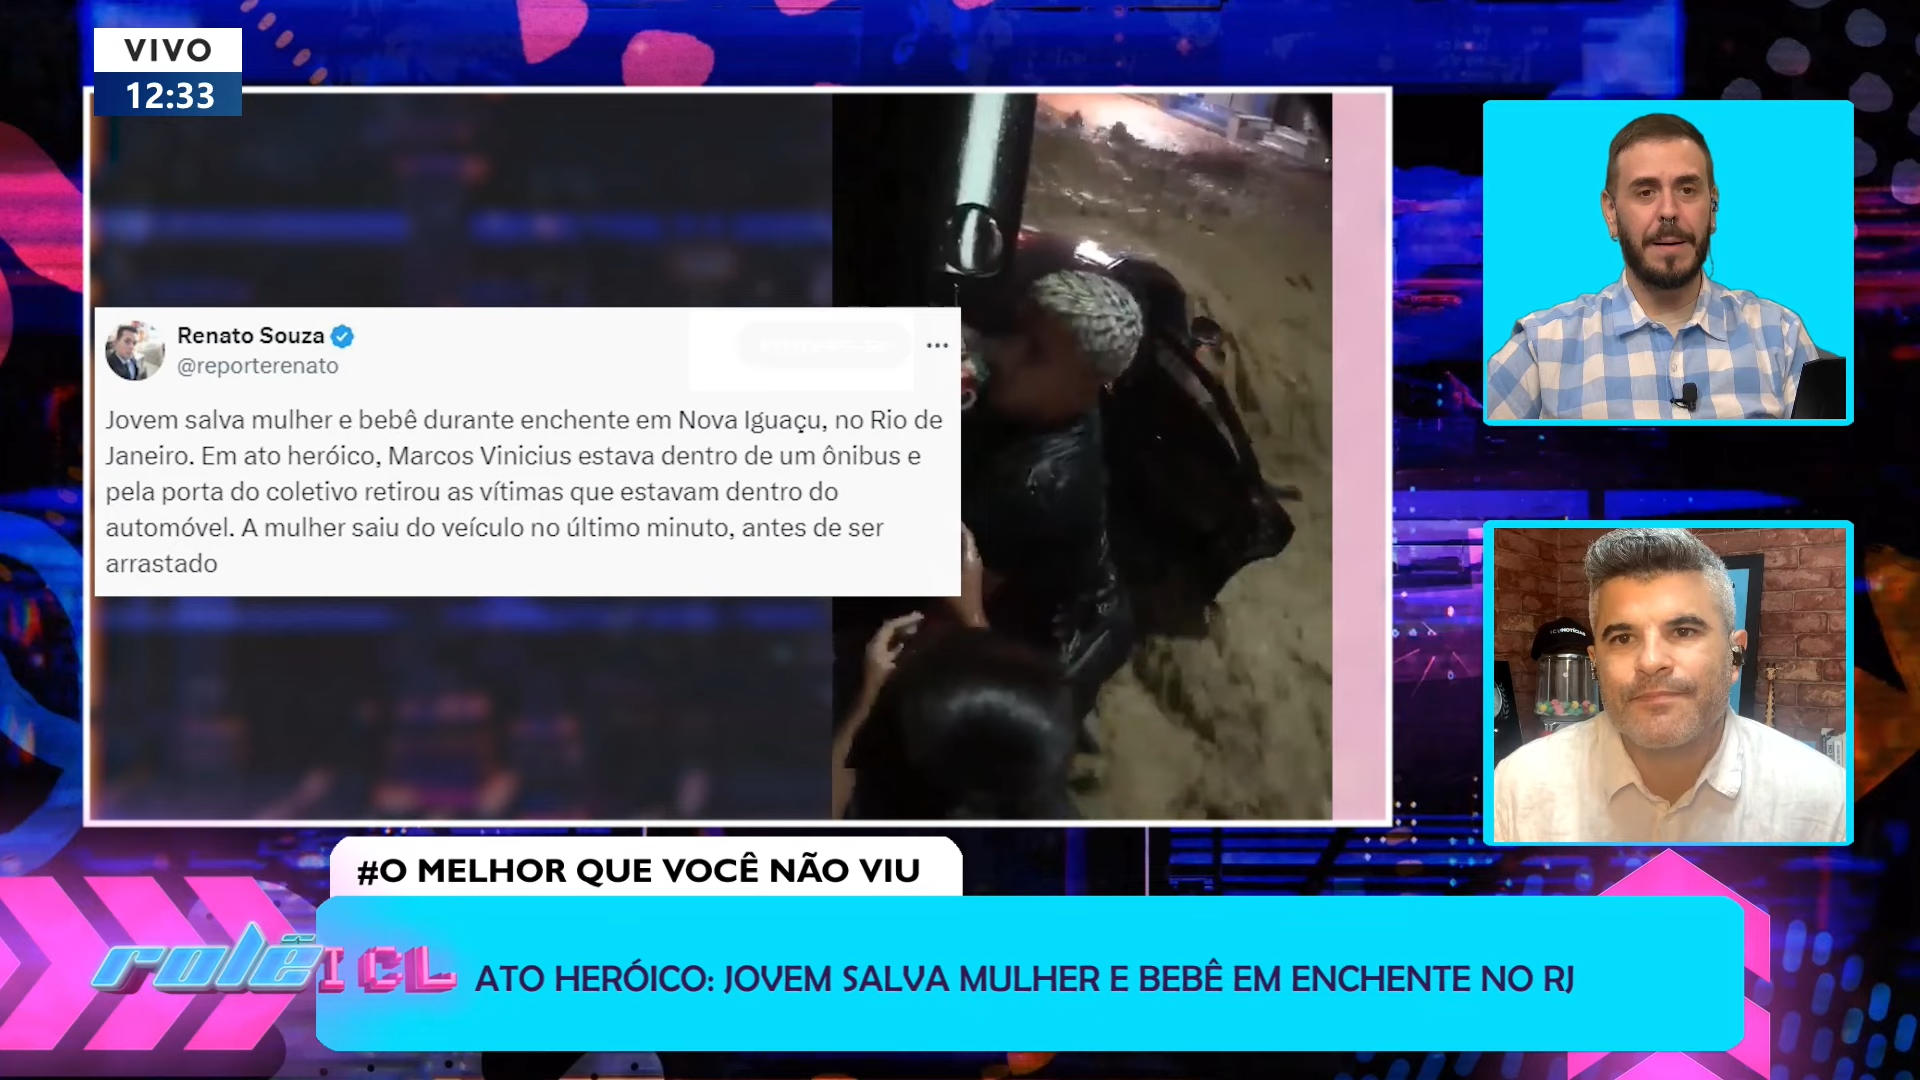 VIVO
12:33
Renato Souza
@reporterenato
Jovem salva mulher e bebê durante enchente em Nova Iguaçu, no Rio de
Janeiro. Em ato heróico, Marcos Vinicius estava dentro de um ônibus e
pela porta do coletivo retirou as vítimas que estavam dentro do
automóvel. A mulher saiu do veículo no último minuto, antes de ser
arrastado
#O MELHOR QUE VOCÊ NÃO VIU
rolê ICL
ATO HERÓICO: JOVEM SALVA MULHER E BEBÊ EM ENCHENTE NO RJ